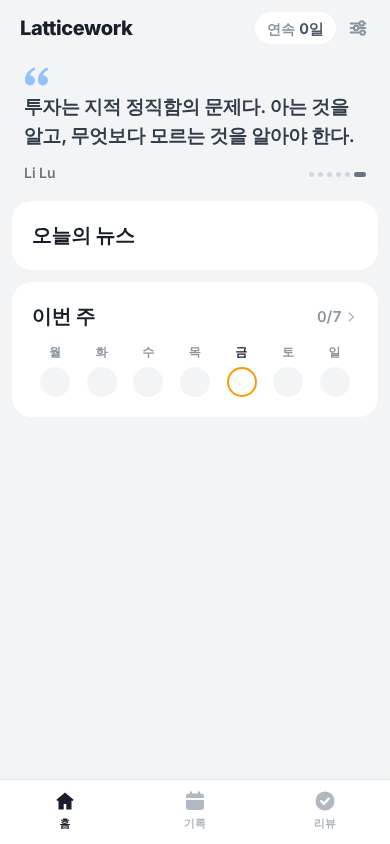 Latticework
연속 0일
투자는 지적 정직함의 문제다. 아는 것을
알고, 무엇보다 모르는 것을 알아야 한다.
Li Lu
오늘의 뉴스
이번 주
0/7
월 화 수 목 금 토 일
홈 기록 리뷰